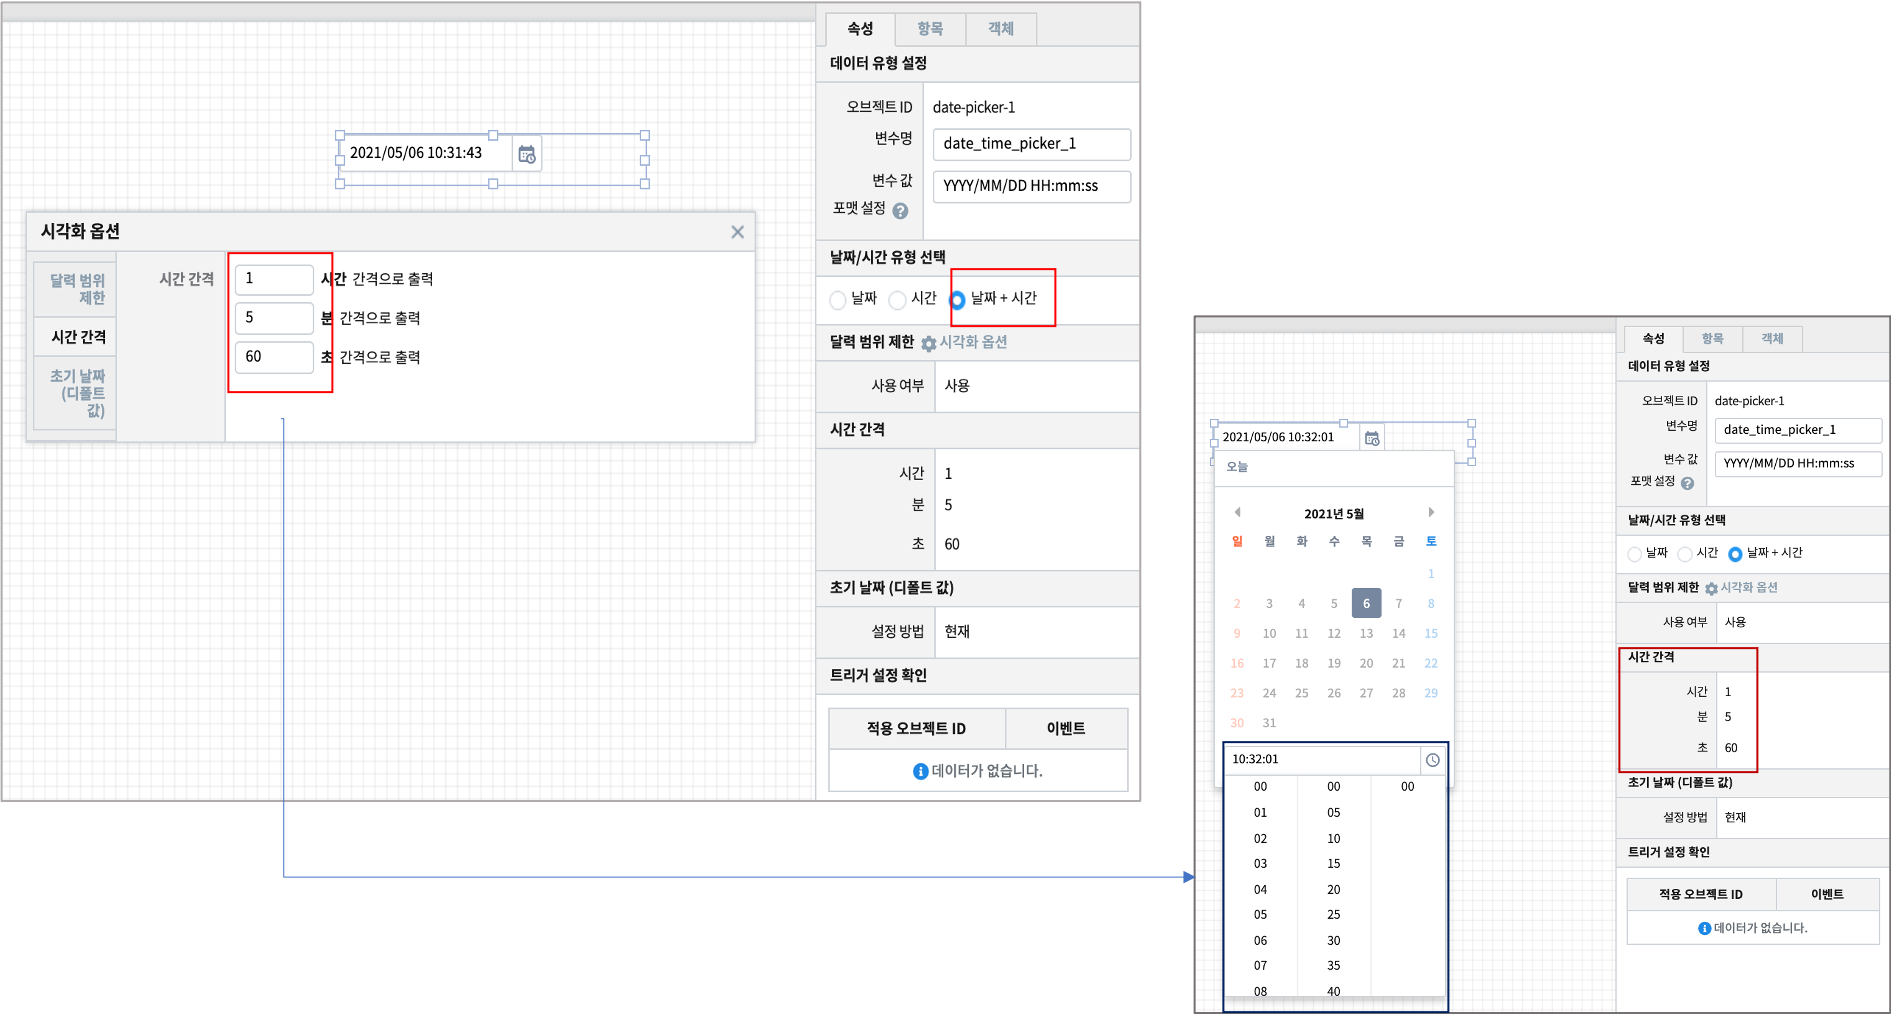 속성 항목 객체
데이터 유형 설정
오브젝트 ID date-picker-1
변수명 date_time_picker_1
변수 값 YYYY/MM/DD HH:mm:ss
포맷 설정 ?
날짜/시간 유형 선택
날짜 시간 날짜 + 시간
달력 범위 제한 시각화 옵션
사용 여부 사용
시간 간격
시간 1
분 5
초 60
초기 날짜 (디폴트 값)
설정 방법 현재
트리거 설정 확인
적용 오브젝트 ID 이벤트
데이터가 없습니다.
2021/05/06 10:31:43
시각화 옵션
달력 범위
제한
시간 간격
초기 날짜
(디폴트
값)
시간 간격
1 시간 간격으로 출력
5 분 간격으로 출력
60 초 간격으로 출력
속성 항목 객체
데이터 유형 설정
오브젝트 ID date-picker-1
변수명 date_time_picker_1
변수 값 YYYY/MM/DD HH:mm:ss
포맷 설정 ?
날짜/시간 유형 선택
날짜 시간 날짜 + 시간
달력 범위 제한 시각화 옵션
사용 여부 사용
시간 간격
시간 1
분 5
초 60
초기 날짜 (디폴트 값)
설정 방법 현재
트리거 설정 확인
적용 오브젝트 ID 이벤트
데이터가 없습니다.
2021/05/06 10:32:01
오늘
2021년 5월
일 월 화 수 목 금 토
1
2 3 4 5 6 7 8
9 10 11 12 13 14 15
16 17 18 19 20 21 22
23 24 25 26 27 28 29
30 31
10:32:01
00 00 00
01 05
02 10
03 15
04 20
05 25
06 30
07 35
08 40